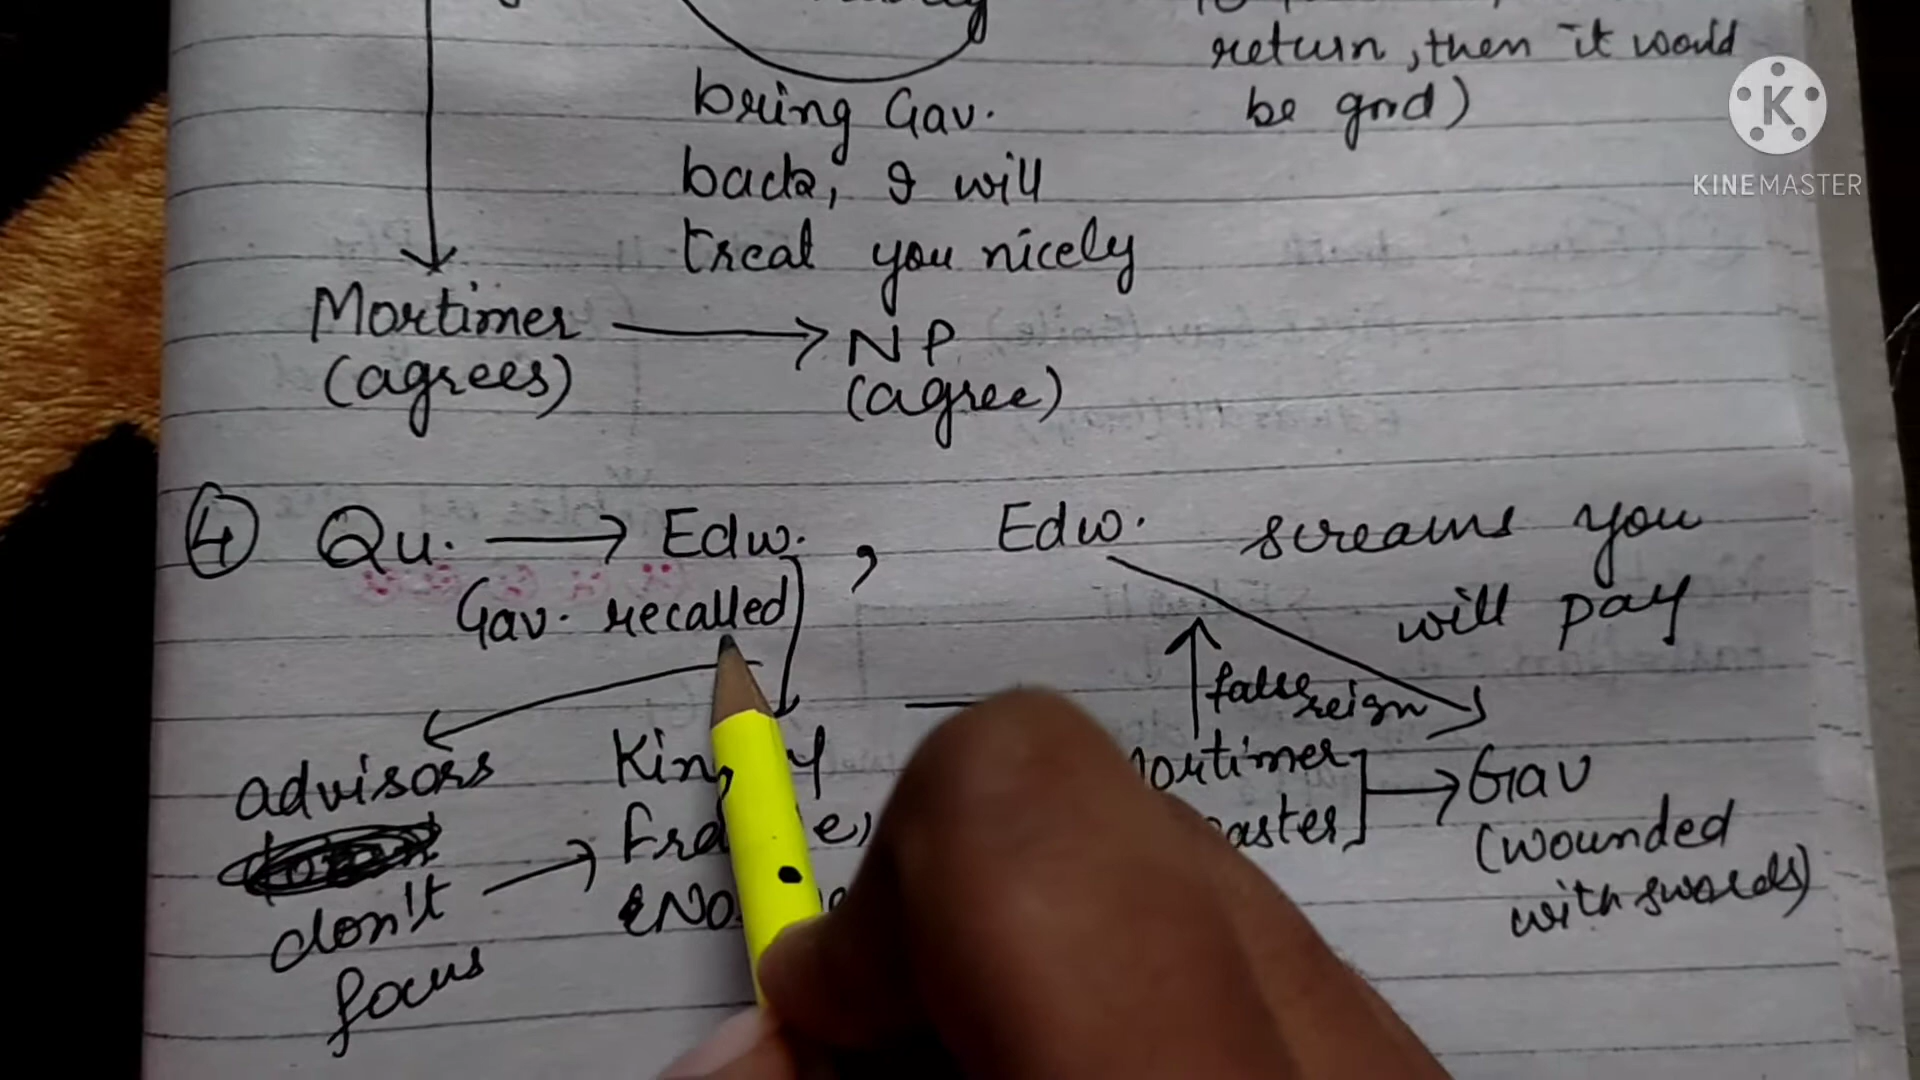 return, then it would
be good)
K
KINEMASTER
bring Gav.
back, I will
treat you nicely
Mortimer → NP
(agrees) (agree)
④ Qu. → Edw. , Edw. screams you
will pay
Gav. recalled
false reign
advisors
don't
focus
Gav
(wounded
with swords)